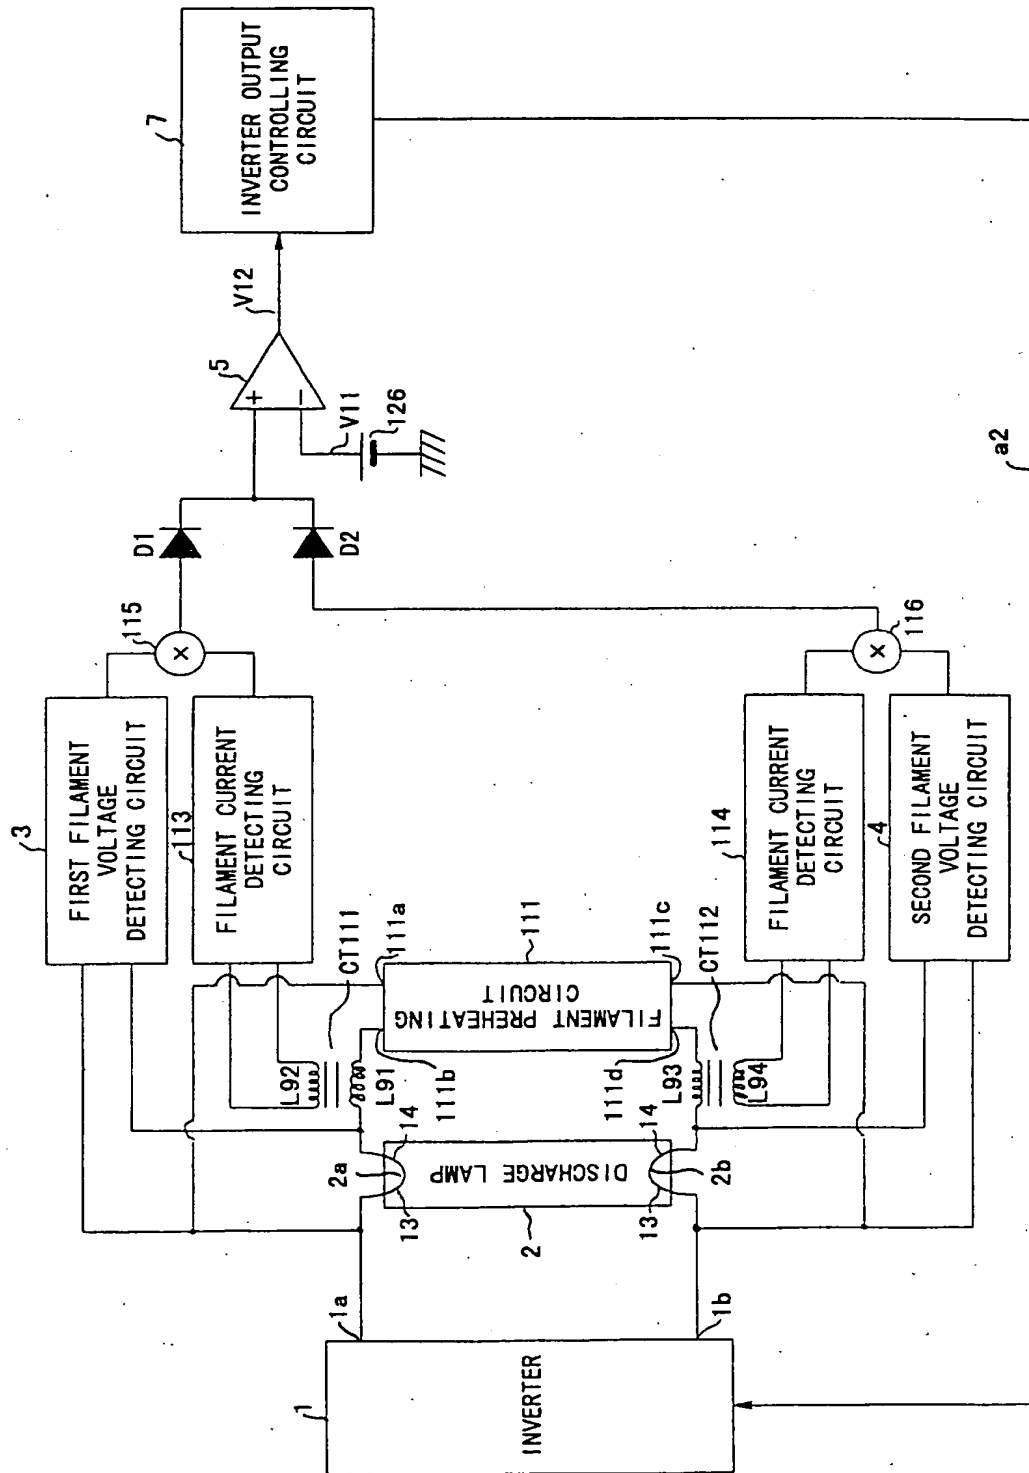 7
INVERTER OUTPUT
CONTROLLING
CIRCUIT
V12
5
+
−
V11
126
a2
D1
D2
115
X
X
116
3
FIRST FILAMENT
VOLTAGE
DETECTING CIRCUIT
113
FILAMENT CURRENT
DETECTING
CIRCUIT
114
FILAMENT CURRENT
DETECTING
CIRCUIT
4
SECOND FILAMENT
VOLTAGE
DETECTING CIRCUIT
CT111
111a
111
111c
CT112
FILAMENT PREHEATING
CIRCUIT
L92
L91
111b
111d
L93
L94
14
2a
13
DISCHARGE LAMP
14
2b
13
2
1a
1b
1
INVERTER